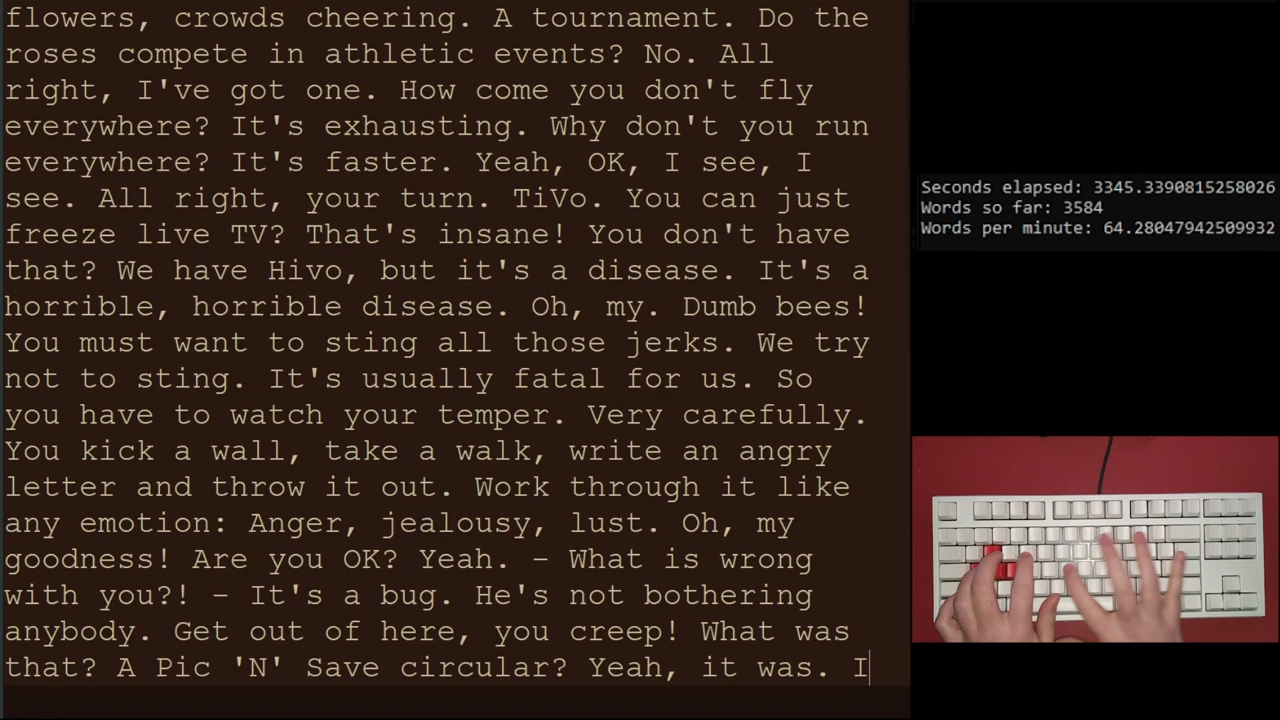 flowers, crowds cheering. A tournament. Do the
roses compete in athletic events? No. All
right, I've got one. How come you don't fly
everywhere? It's exhausting. Why don't you run
everywhere? It's faster. Yeah, OK, I see, I
see. All right, your turn. TiVo. You can just
freeze live TV? That's insane! You don't have
that? We have Hivo, but it's a disease. It's a
horrible, horrible disease. Oh, my. Dumb bees!
You must want to sting all those jerks. We try
not to sting. It's usually fatal for us. So
you have to watch your temper. Very carefully.
You kick a wall, take a walk, write an angry
letter and throw it out. Work through it like
any emotion: Anger, jealousy, lust. Oh, my
goodness! Are you OK? Yeah. - What is wrong
with you?! - It's a bug. He's not bothering
anybody. Get out of here, you creep! What was
that? A Pic 'N' Save circular? Yeah, it was. I
Seconds elapsed: 3345.3390815258026
Words so far: 3584
Words per minute: 64.28047942509932